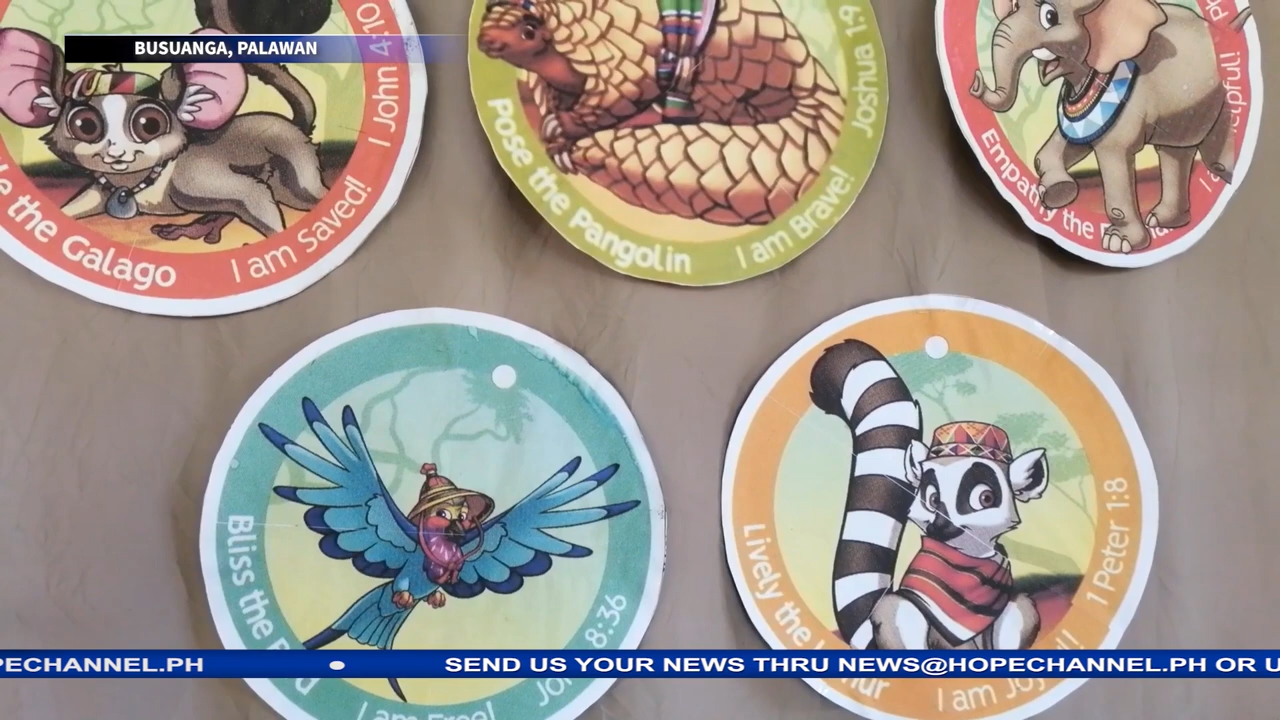 BUSUANGA, PALAWAN
the Galago
I am Saved!
I John 4:10
Pose the Pangolin
I am Brave!
Joshua 1:9
Empathy the
Bliss the
I am Free!
8:36
Lively the
1 Peter 1:8
I am
PECHANNEL.PH • SEND US YOUR NEWS THRU NEWS@HOPECHANNEL.PH OR